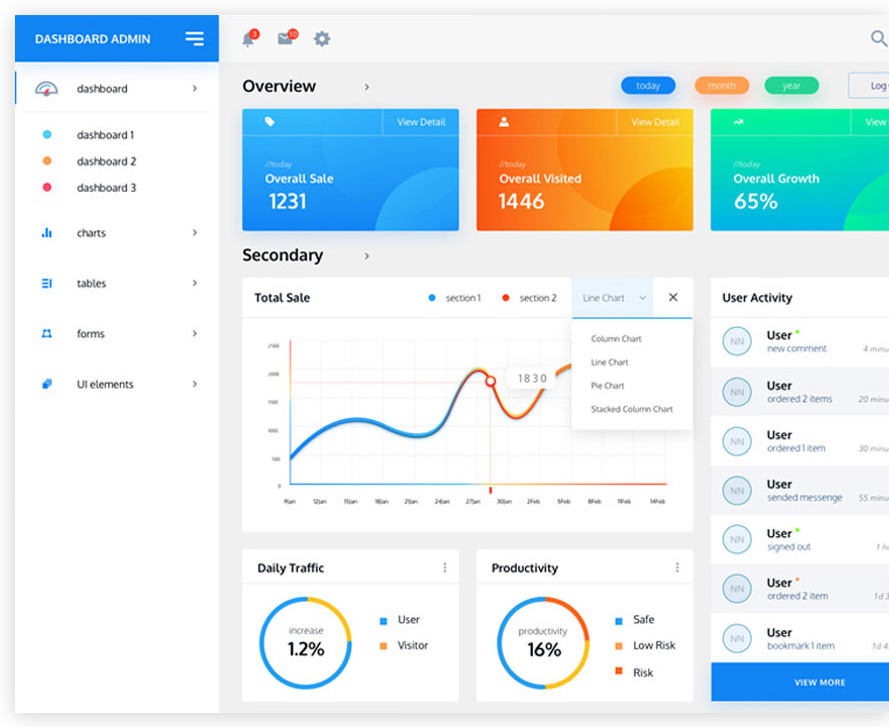 DASHBOARD ADMIN
3
10
dashboard
dashboard 1
dashboard 2
dashboard 3
charts
tables
forms
UI elements
Overview
today
month
year
Log
View Detail
//today
Overall Sale
1231
View Detail
//today
Overall Visited
1446
View
//today
Overall Growth
65%
Secondary
Total Sale
section 1
section 2
Line Chart
Column Chart
Line Chart
Pie Chart
Stacked Column Chart
2500
2000
1500
1000
500
0
1830
9Jan 12Jan 15Jan 18Jan 21Jan 24Jan 27Jan 30Jan 2Feb 5Feb 8Feb 11Feb 14Feb
User Activity
NN
User
new comment
4 minu
NN
User
ordered 2 items
20 minu
NN
User
ordered 1 item
30 minu
NN
User
sended messenge
55 minu
NN
User
signed out
1 h
NN
User
ordered 2 item
1d 3
NN
User
bookmark 1 item
1d 4
VIEW MORE
Daily Traffic
increase
1.2%
User
Visitor
Productivity
productivity
16%
Safe
Low Risk
Risk